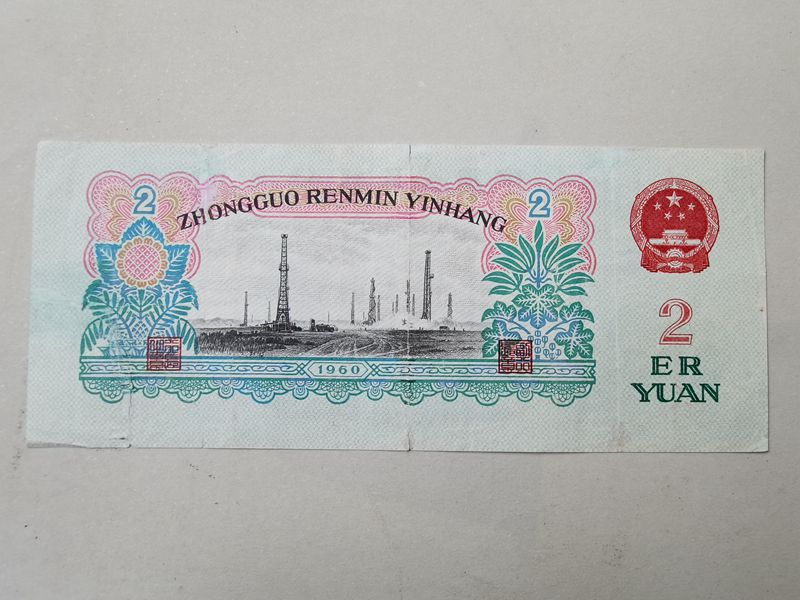 2
ZHONGGUO RENMIN YINHANG
2
1960
2
ER
YUAN